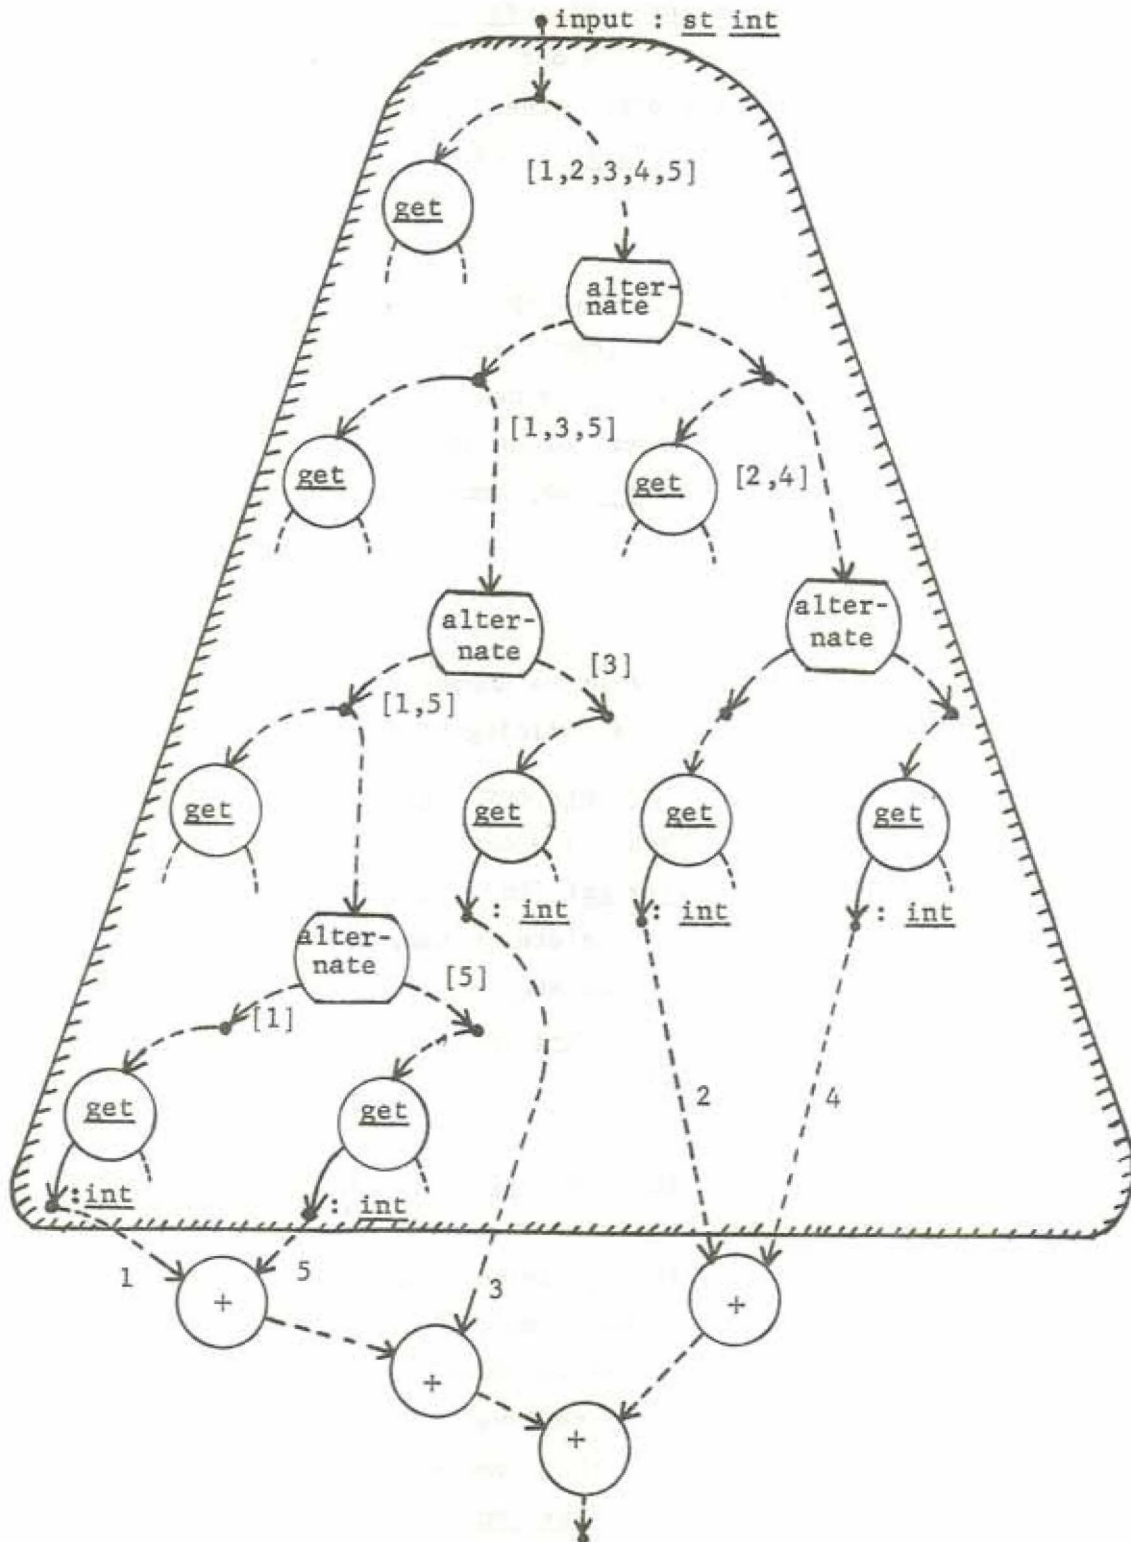 input : st int
[1,2,3,4,5]
get
alter-
nate
[1,3,5]
get
get
[2,4]
alter-
nate
alter-
nate
[3]
[1,5]
get
get
get
get
: int
: int
: int
alter-
nate
[5]
[1]
get
get
2
4
:int
: int
1
5
3
+
+
+
+